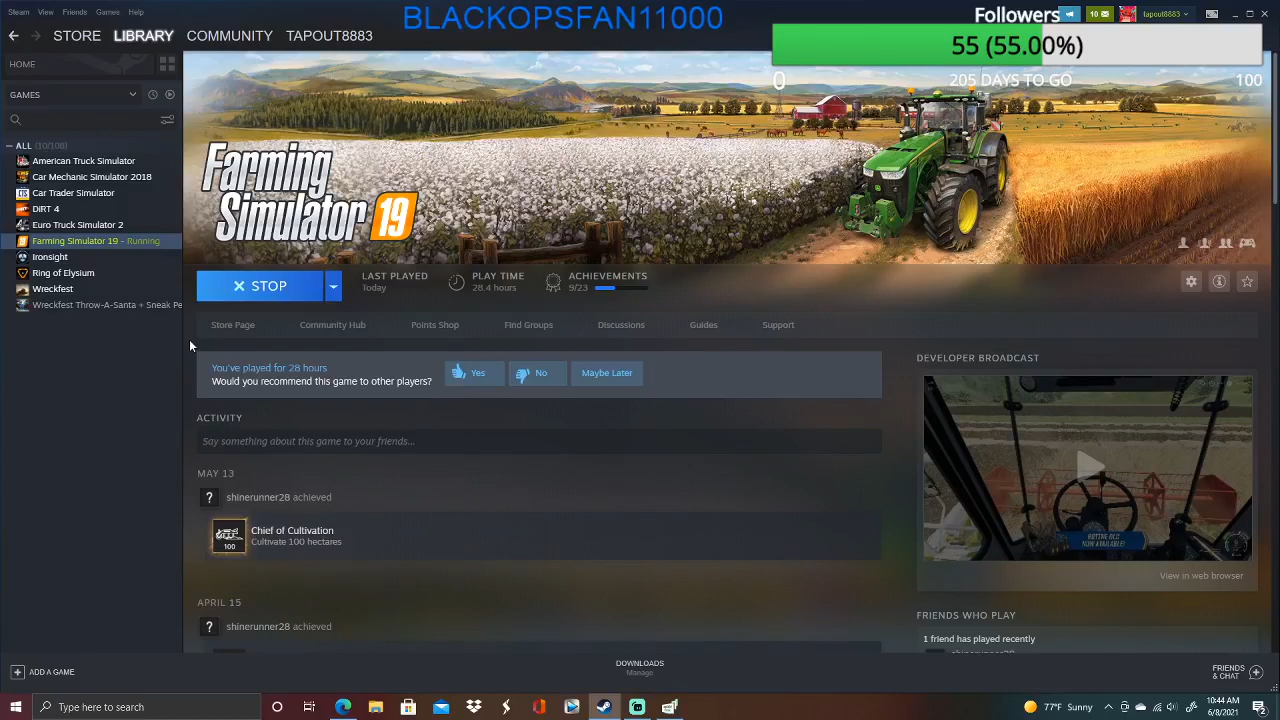 Steam View Friends Games Help
BLACKOPSFAN11000
Followers
10
tapout8883
STORE LIBRARY COMMUNITY TAPOUT8883
55 (55.00%)
0 205 DAYS TO GO 100
HOME
GAMES
ALL (10/108)
American Truck Simulator
Car Mechanic Simulator 2018
Car Trader Simulator
DIRT 4
Euro Truck Simulator 2
Farming Simulator 19 - Running
Ironsight
Ring of Elysium
Wreckfest
Wreckfest Throw-A-Santa + Sneak Pe
Farming
Simulator 19
STOP
LAST PLAYED
Today
PLAY TIME
28.4 hours
ACHIEVEMENTS
9/23
Store Page Community Hub Points Shop Find Groups Discussions Guides Support
You've played for 28 hours
Would you recommend this game to other players?
Yes No Maybe Later
ACTIVITY
Say something about this game to your friends...
MAY 13
? shinerunner28 achieved
100
Chief of Cultivation
Cultivate 100 hectares
APRIL 15
? shinerunner28 achieved
DEVELOPER BROADCAST
NOW AVAILABLE!
View in web browser
FRIENDS WHO PLAY
1 friend has played recently
shinerunner28
ADD A GAME
DOWNLOADS
Manage
FRIENDS
& CHAT
Type here to search
77°F Sunny
10:44 AM
6/8/2021